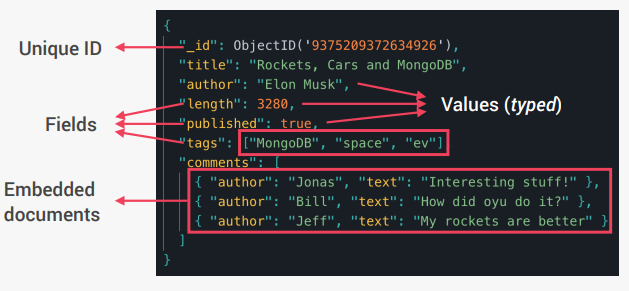 {
Unique ID
"_id": ObjectID('9375209372634926'),
"title": "Rockets, Cars and MongoDB",
"author": "Elon Musk",
"length": 3280,
Values (typed)
Fields
"published": true,
"tags": ["MongoDB", "space", "ev"]
"comments": [
Embedded
documents
{ "author": "Jonas", "text": "Interesting stuff!" },
{ "author": "Bill", "text": "How did oyu do it?" },
{ "author": "Jeff", "text": "My rockets are better" }
]
}